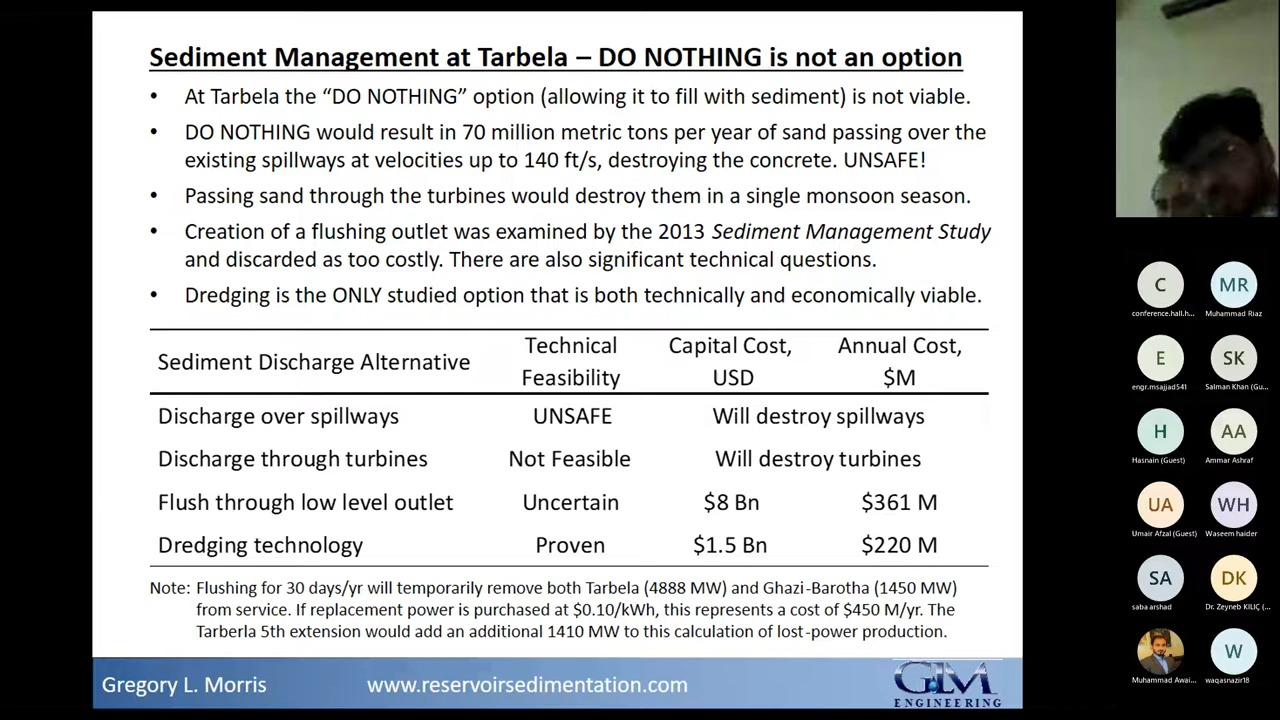 Sediment Management at Tarbela – DO NOTHING is not an option
• At Tarbela the “DO NOTHING” option (allowing it to fill with sediment) is not viable.
• DO NOTHING would result in 70 million metric tons per year of sand passing over the
existing spillways at velocities up to 140 ft/s, destroying the concrete. UNSAFE!
• Passing sand through the turbines would destroy them in a single monsoon season.
• Creation of a flushing outlet was examined by the 2013 Sediment Management Study
and discarded as too costly. There are also significant technical questions.
• Dredging is the ONLY studied option that is both technically and economically viable.
Sediment Discharge Alternative Technical Feasibility Capital Cost, USD Annual Cost, $M
Discharge over spillways UNSAFE Will destroy spillways
Discharge through turbines Not Feasible Will destroy turbines
Flush through low level outlet Uncertain $8 Bn $361 M
Dredging technology Proven $1.5 Bn $220 M
Note: Flushing for 30 days/yr will temporarily remove both Tarbela (4888 MW) and Ghazi-Barotha (1450 MW)
from service. If replacement power is purchased at $0.10/kWh, this represents a cost of $450 M/yr. The
Tarberla 5th extension would add an additional 1410 MW to this calculation of lost-power production.
Gregory L. Morris www.reservoirsedimentation.com GLM
ENGINEERING
C MR
conference.hall.h... Muhammad Riaz
E SK
engr.msajjad541 Salman Khan (Gu...
H AA
Hasnain (Guest) Ammar Ashraf
UA WH
Umair Afzal (Guest) Waseem haider
SA DK
saba arshad Dr. Zeyneb KILIÇ (...
W
Muhammad Awai... waqasnazir18